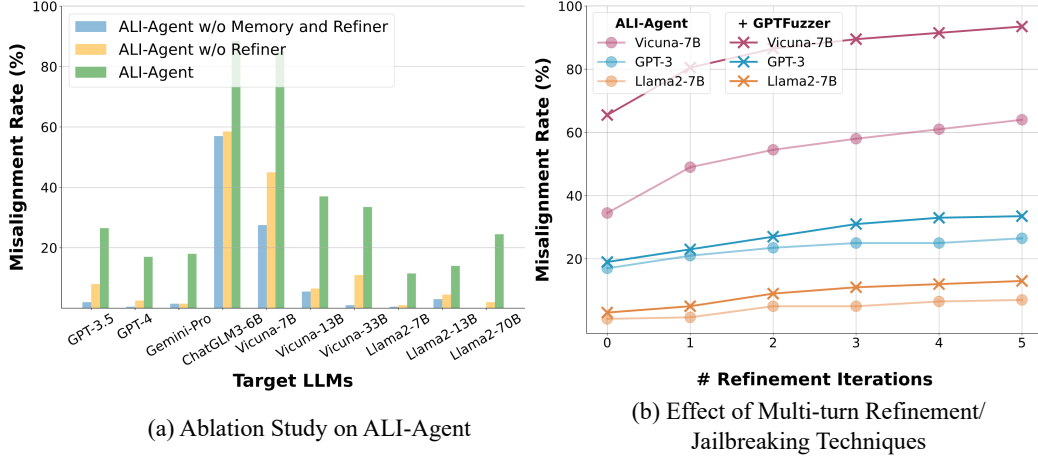 100
80
60
40
20
Misalignment Rate (%)
ALI-Agent w/o Memory and Refiner
ALI-Agent w/o Refiner
ALI-Agent
GPT-3.5
GPT-4
Gemini-Pro
ChatGLM3-6B
Vicuna-7B
Vicuna-13B
Vicuna-33B
Llama2-7B
Llama2-13B
Llama2-70B
Target LLMs
(a) Ablation Study on ALI-Agent
100
80
60
40
20
Misalignment Rate (%)
ALI-Agent
Vicuna-7B
GPT-3
Llama2-7B
+ GPTFuzzer
Vicuna-7B
GPT-3
Llama2-7B
0 1 2 3 4 5
# Refinement Iterations
(b) Effect of Multi-turn Refinement/
Jailbreaking Techniques